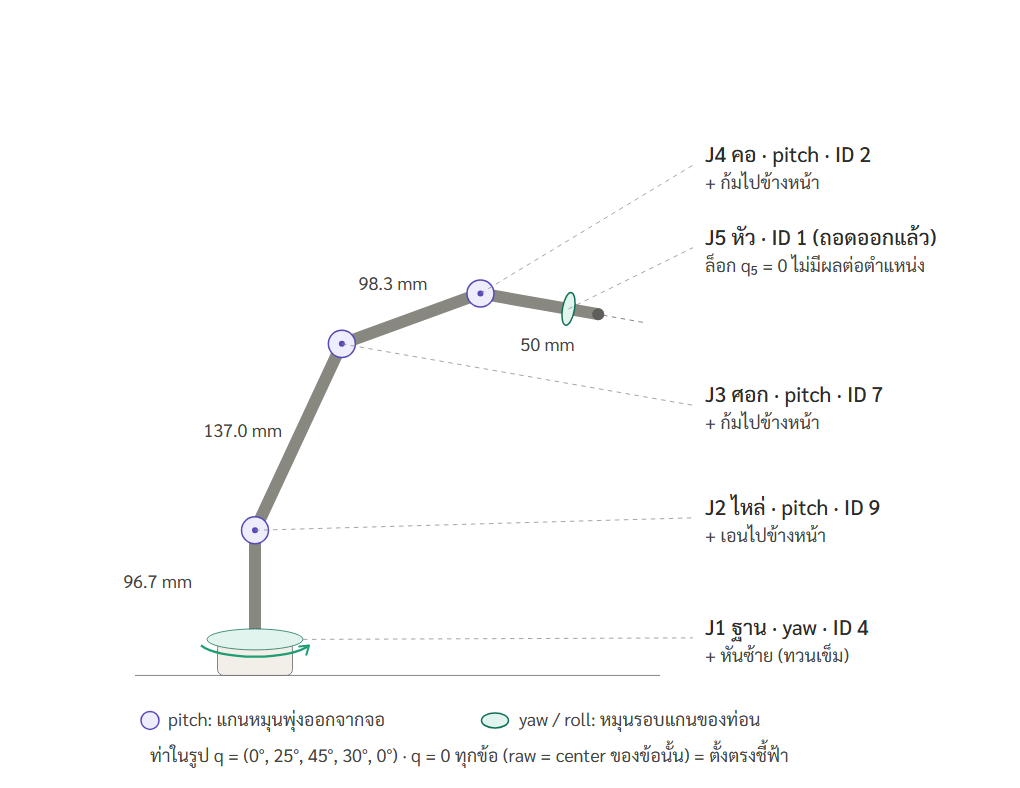 J4 คอ · pitch · ID 2
+ ก้มไปข้างหน้า
J5 หัว · ID 1 (ถอดออกแล้ว)
ล็อก q₅ = 0 ไม่มีผลต่อตำแหน่ง
98.3 mm
50 mm
J3 ศอก · pitch · ID 7
+ ก้มไปข้างหน้า
137.0 mm
J2 ไหล่ · pitch · ID 9
+ เอนไปข้างหน้า
96.7 mm
J1 ฐาน · yaw · ID 4
+ หันซ้าย (ทวนเข็ม)
pitch: แกนหมุนพุ่งออกจากจอ
yaw / roll: หมุนรอบแกนของท่อน
ท่าในรูป q = (0°, 25°, 45°, 30°, 0°) · q = 0 ทุกข้อ (raw = center ของข้อนั้น) = ตั้งตรงชี้ฟ้า